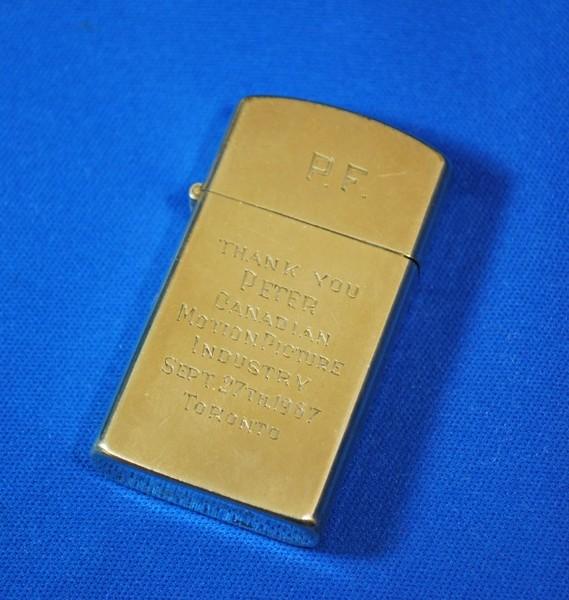 P.F.
THANK YOU
PETER
CANADIAN
MOTION PICTURE
INDUSTRY
SEPT. 27TH, 1967
TORONTO